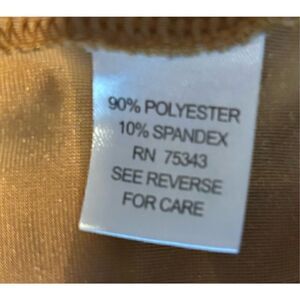 90% POLYESTER
10% SPANDEX
RN 75343
SEE REVERSE
FOR CARE